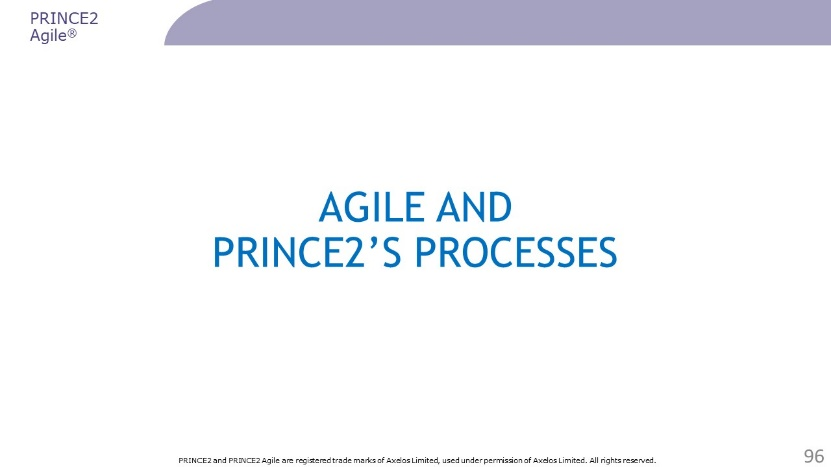 PRINCE2
Agile®
AGILE AND
PRINCE2’S PROCESSES
PRINCE2 and PRINCE2 Agile are registered trade marks of Axelos Limited, used under permission of Axelos Limited. All rights reserved.
96